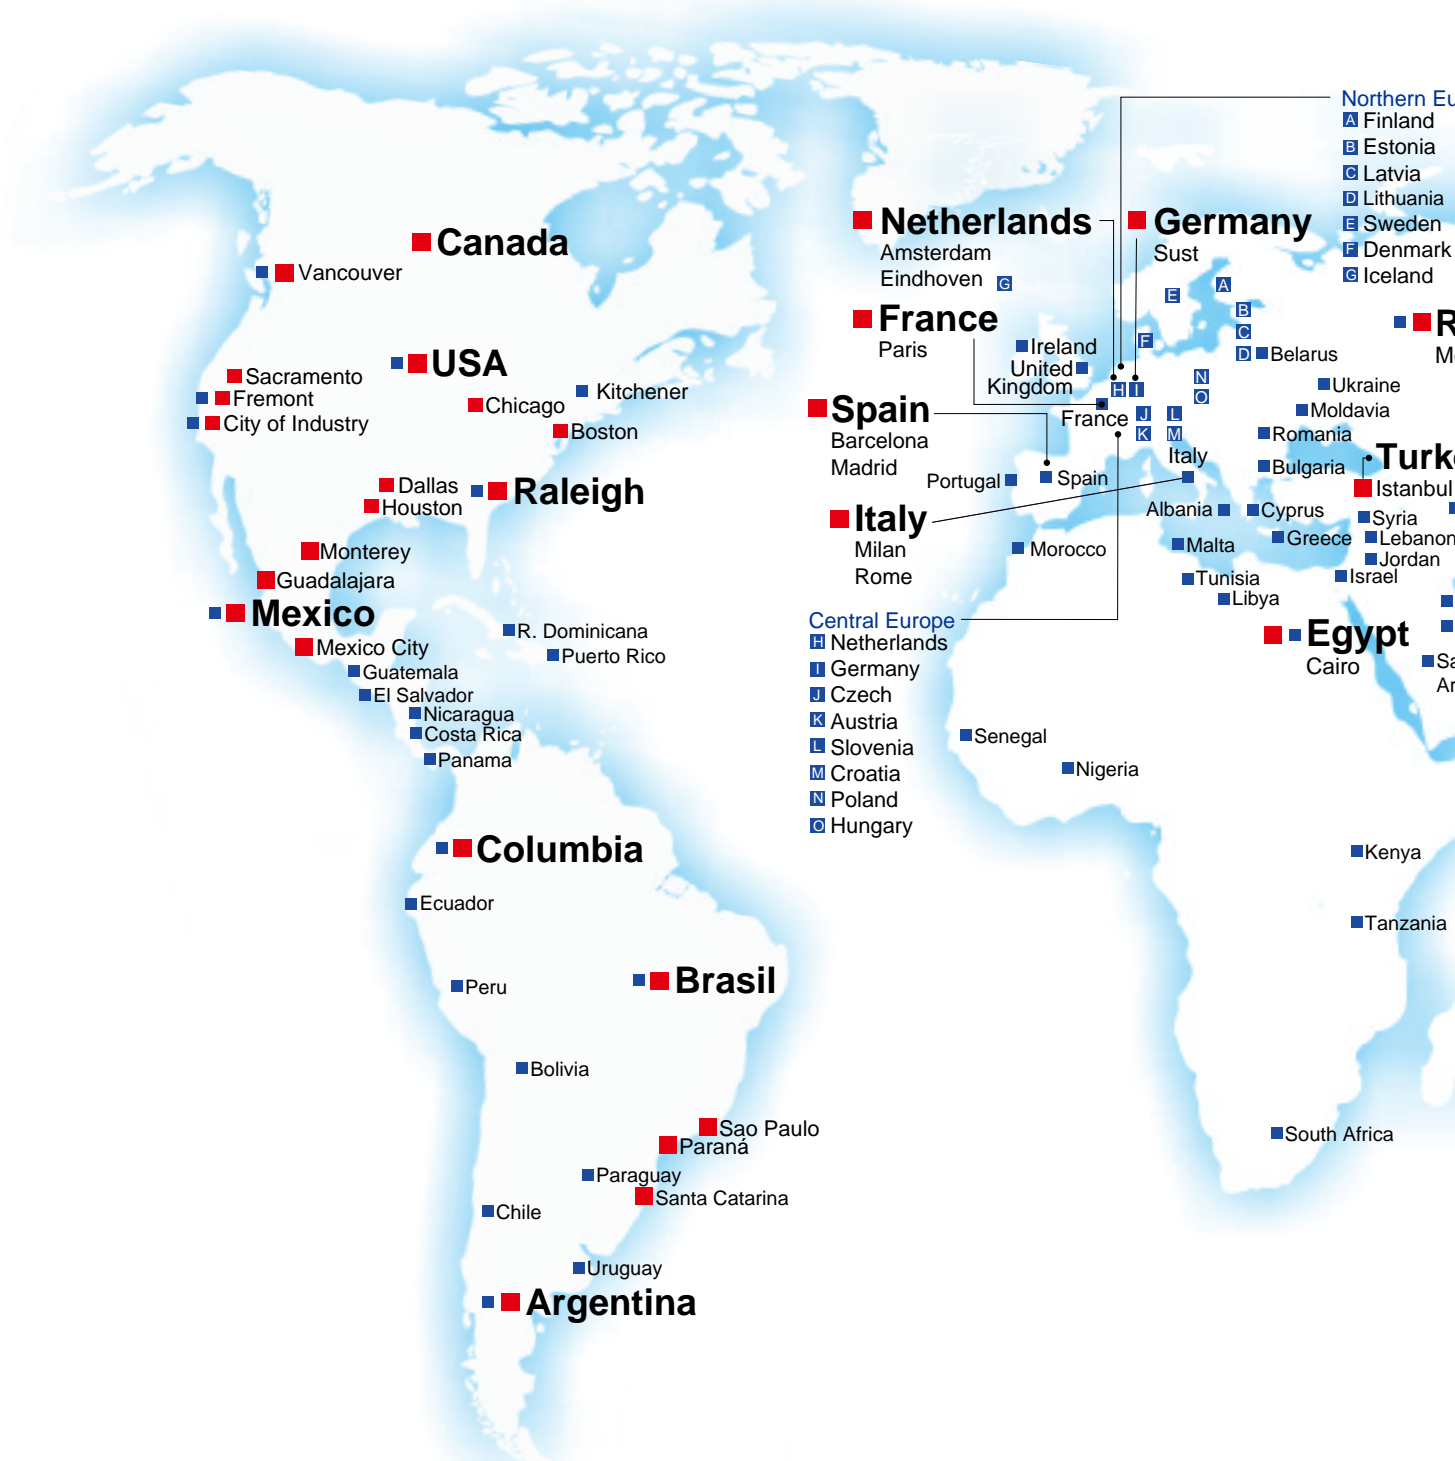 Canada
Vancouver
USA
Sacramento
Fremont
City of Industry
Chicago
Kitchener
Boston
Dallas
Houston
Raleigh
Monterey
Guadalajara
Mexico
Mexico City
R. Dominicana
Puerto Rico
Guatemala
El Salvador
Nicaragua
Costa Rica
Panama
Columbia
Ecuador
Peru
Brasil
Bolivia
Sao Paulo
Paraná
Paraguay
Santa Catarina
Chile
Uruguay
Argentina
Netherlands
Amsterdam
Eindhoven
G
France
Paris
Spain
Barcelona
Madrid
Italy
Milan
Rome
Central Europe
H Netherlands
I Germany
J Czech
K Austria
L Slovenia
M Croatia
N Poland
O Hungary
Germany
Sust
Northern Eu
A Finland
B Estonia
C Latvia
D Lithuania
E Sweden
F Denmark
G Iceland
E
A
B
C
D
F
Belarus
Ireland
United
Kingdom
H I
N
O
J L
K M
France
Ukraine
Moldavia
Romania
Bulgaria
Italy
Portugal
Spain
Albania
Cyprus
Morocco
Malta
Greece
Tunisia
Libya
R
M
Turk
Istanbul
Syria
Lebanon
Jordan
Israel
Egypt
Cairo
Sa
Ar
Senegal
Nigeria
Kenya
Tanzania
South Africa